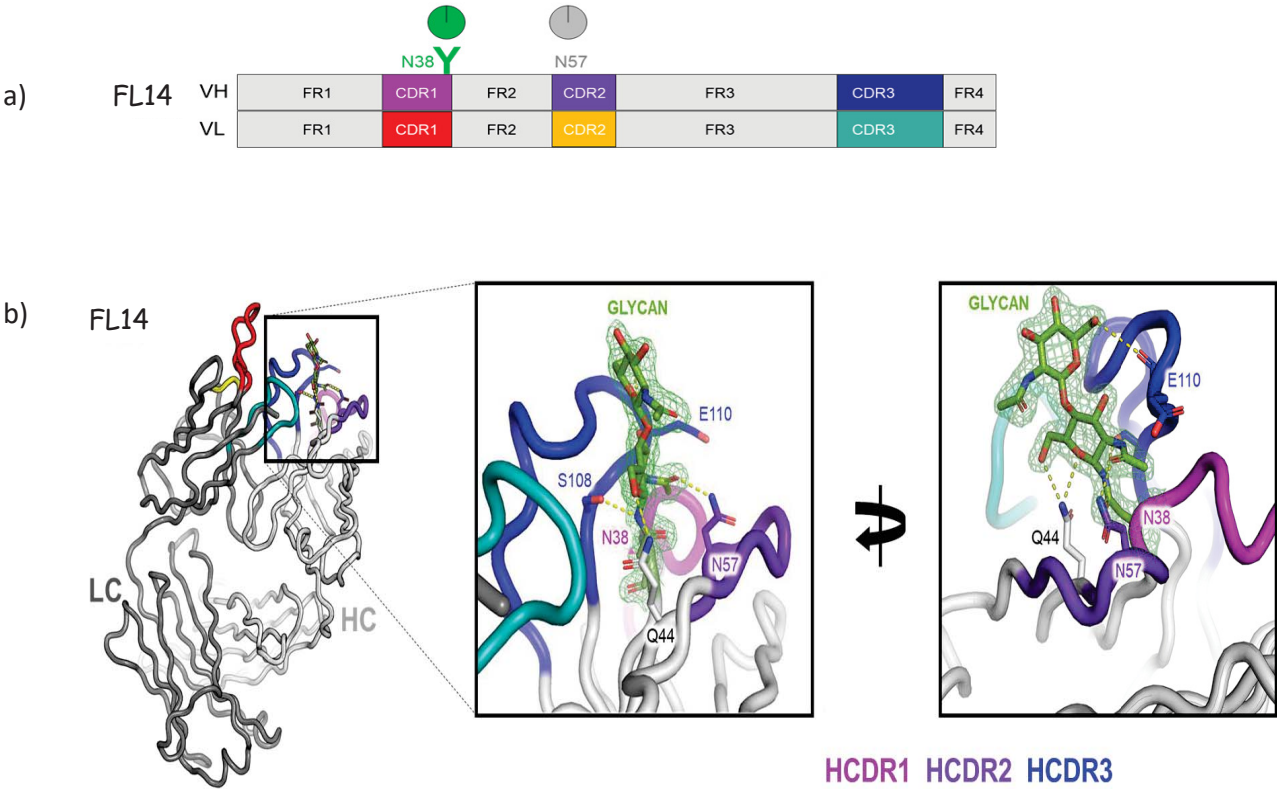 N38 N57
a) FL14 VH FR1 CDR1 FR2 CDR2 FR3 CDR3 FR4
VL FR1 CDR1 FR2 CDR2 FR3 CDR3 FR4
b) FL14
LC
HC
GLYCAN
E110
S108
N38
N57
Q44
GLYCAN
E110
N38
Q44
N57
HCDR1 HCDR2 HCDR3